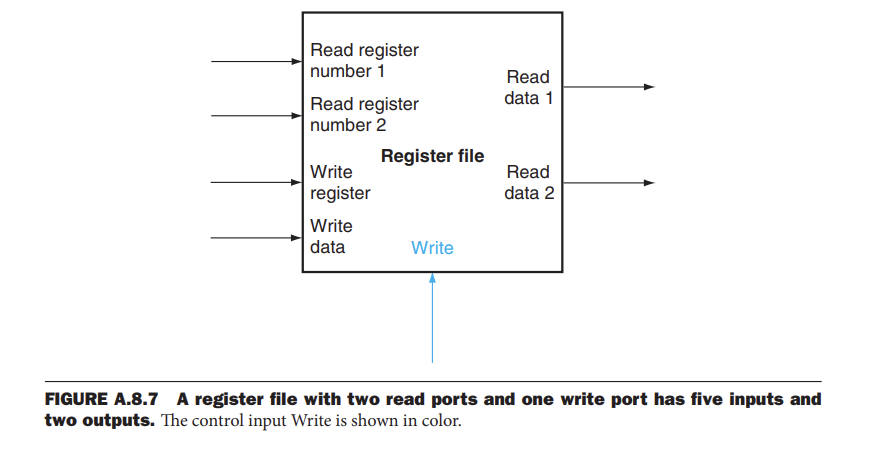 Read register
number 1
Read
data 1
Read register
number 2
Register file
Write
register
Read
data 2
Write
data
Write
FIGURE A.8.7 A register file with two read ports and one write port has five inputs and
two outputs. The control input Write is shown in color.